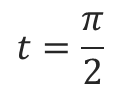 t = π/2